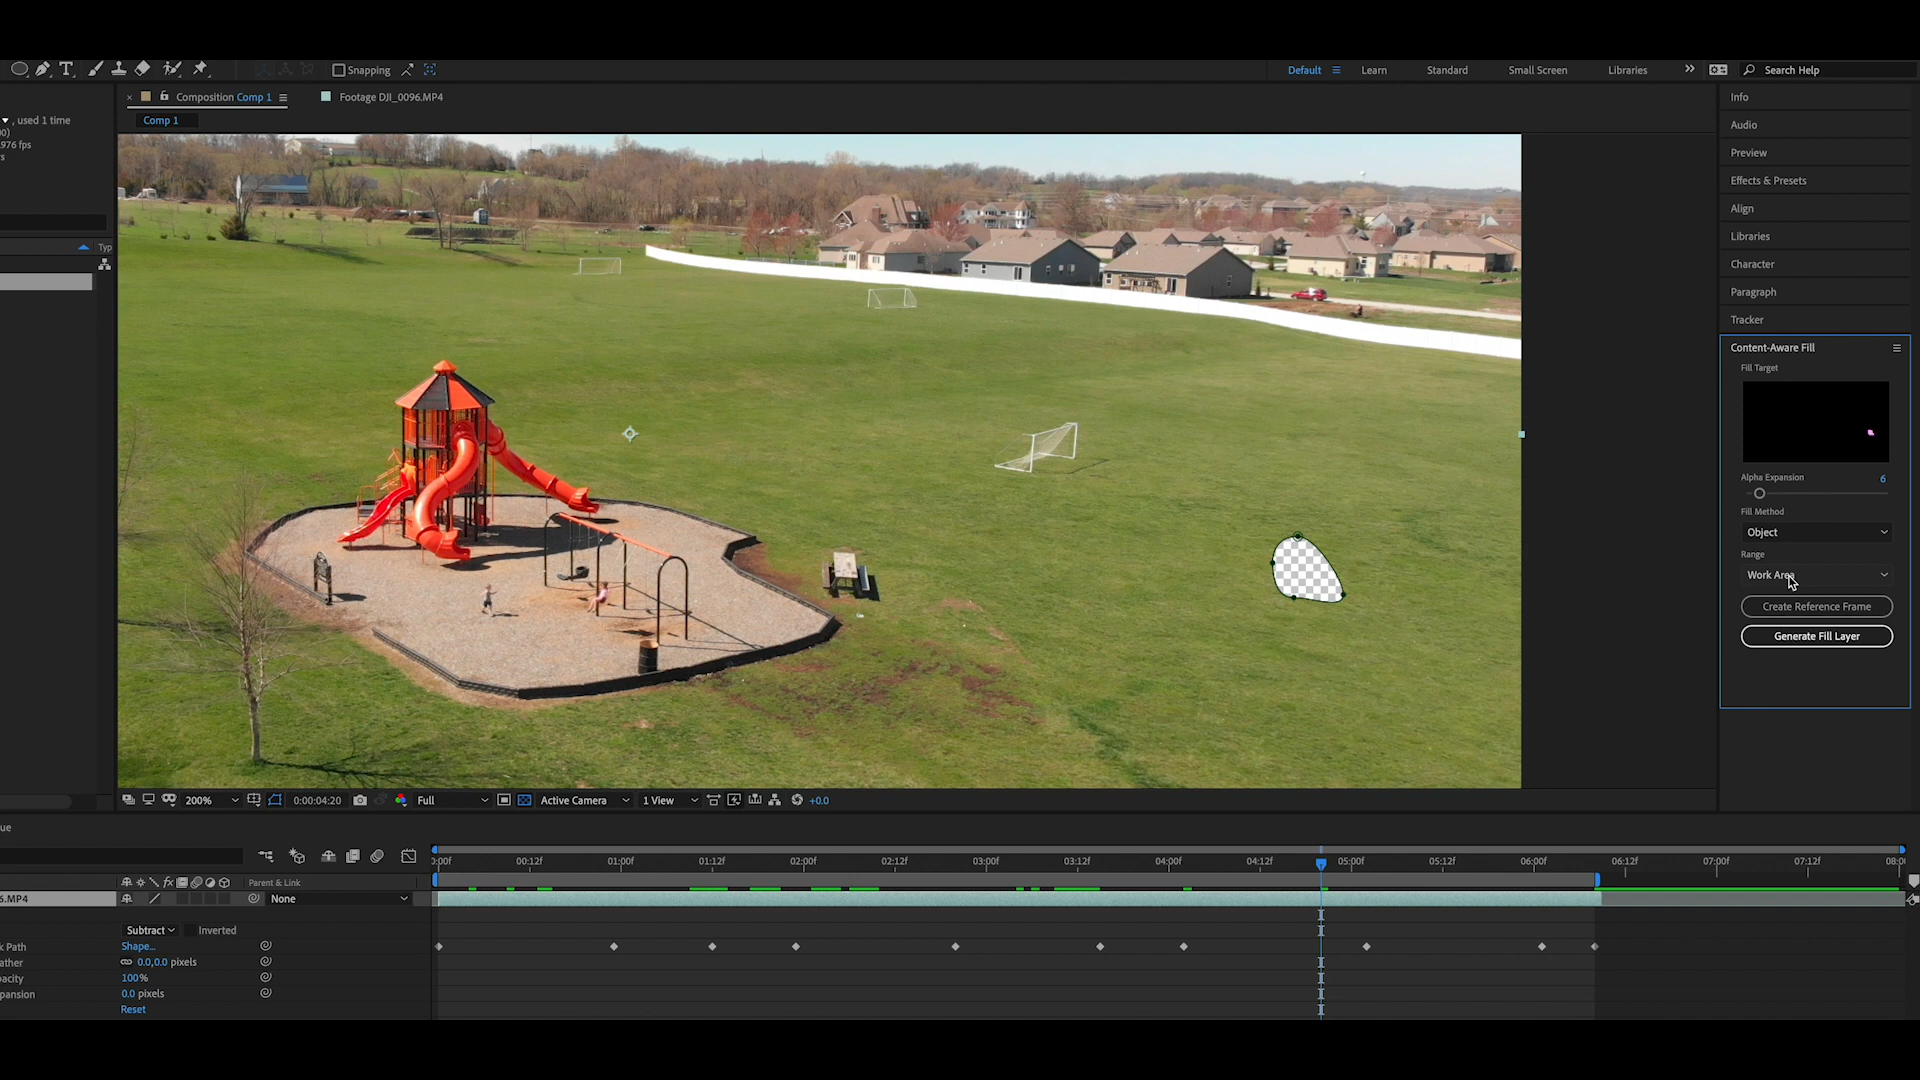 Snapping
Default
Learn
Standard
Small Screen
Libraries
Search Help
Composition Comp 1
Footage DJI_0096.MP4
Comp 1
, used 1 time
976 fps
Typ
Info
Audio
Preview
Effects & Presets
Align
Libraries
Character
Paragraph
Tracker
Content-Aware Fill
Fill Target
Alpha Expansion 6
Fill Method
Object
Range
Work Area
Create Reference Frame
Generate Fill Layer
200%
0:00:04:20
Full
Active Camera
1 View
+0.0
ue
):00f 00:12f 01:00f 01:12f 02:00f 02:12f 03:00f 03:12f 04:00f 04:12f 05:00f 05:12f 06:00f 06:12f 07:00f 07:12f 08:0
fx Parent & Link
6.MP4 None
Subtract Inverted
k Path Shape...
ather 0.0,0.0 pixels
acity 100%
pansion 0.0 pixels
Reset